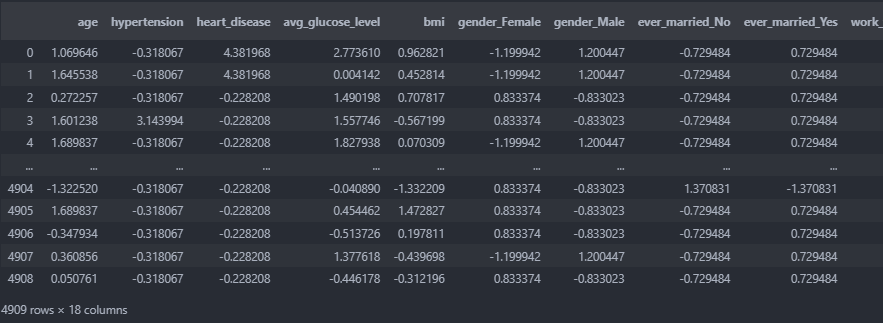 age hypertension heart_disease avg_glucose_level bmi gender_Female gender_Male ever_married_No ever_married_Yes work_
0 1.069646 -0.318067 4.381968 2.773610 0.962821 -1.199942 1.200447 -0.729484 0.729484
1 1.645538 -0.318067 4.381968 0.004142 0.452814 -1.199942 1.200447 -0.729484 0.729484
2 0.272257 -0.318067 -0.228208 1.490198 0.707817 0.833374 -0.833023 -0.729484 0.729484
3 1.601238 3.143994 -0.228208 1.557746 -0.567199 0.833374 -0.833023 -0.729484 0.729484
4 1.689837 -0.318067 -0.228208 1.827938 0.070309 -1.199942 1.200447 -0.729484 0.729484
... ... ... ... ... ... ... ... ... ...
4904 -1.322520 -0.318067 -0.228208 -0.040890 -1.332209 0.833374 -0.833023 1.370831 -1.370831
4905 1.689837 -0.318067 -0.228208 0.454462 1.472827 0.833374 -0.833023 -0.729484 0.729484
4906 -0.347934 -0.318067 -0.228208 -0.513726 0.197811 0.833374 -0.833023 -0.729484 0.729484
4907 0.360856 -0.318067 -0.228208 1.377618 -0.439698 -1.199942 1.200447 -0.729484 0.729484
4908 0.050761 -0.318067 -0.228208 -0.446178 -0.312196 0.833374 -0.833023 -0.729484 0.729484
4909 rows × 18 columns